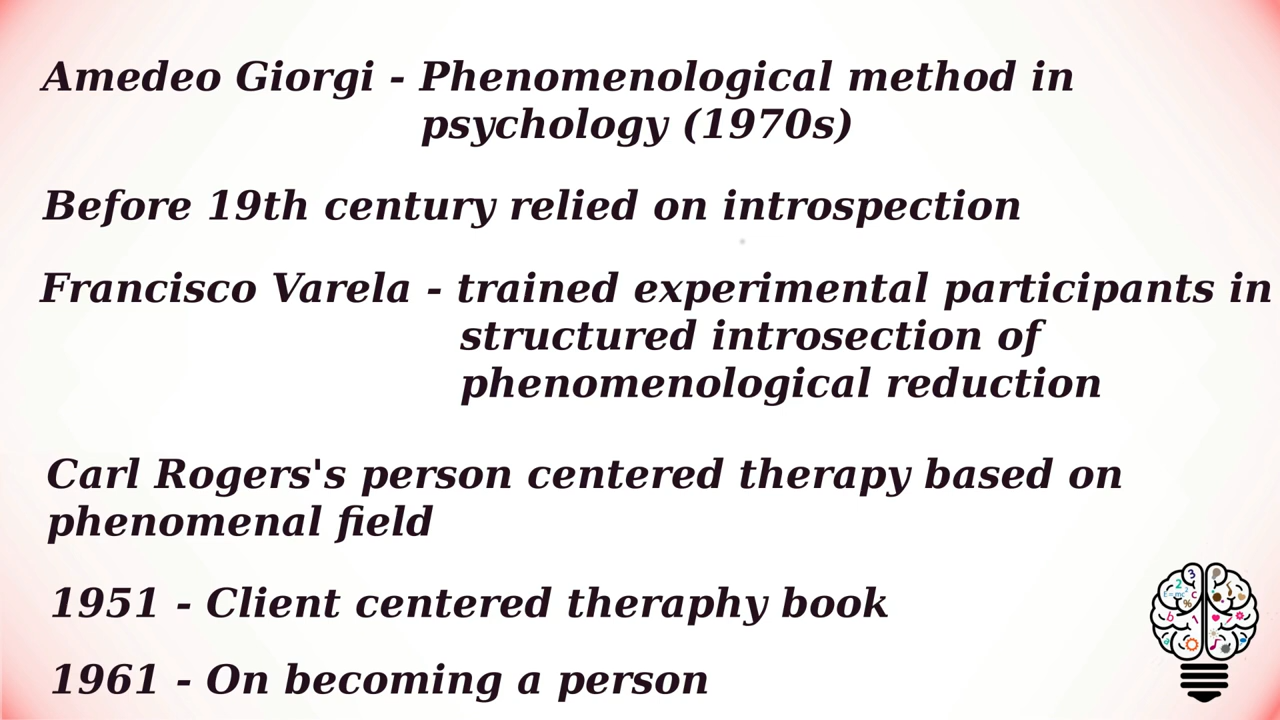 Amedeo Giorgi - Phenomenological method in
psychology (1970s)
Before 19th century relied on introspection
Francisco Varela - trained experimental participants in
structured introsection of
phenomenological reduction
Carl Rogers's person centered therapy based on
phenomenal field
1951 - Client centered theraphy book
1961 - On becoming a person